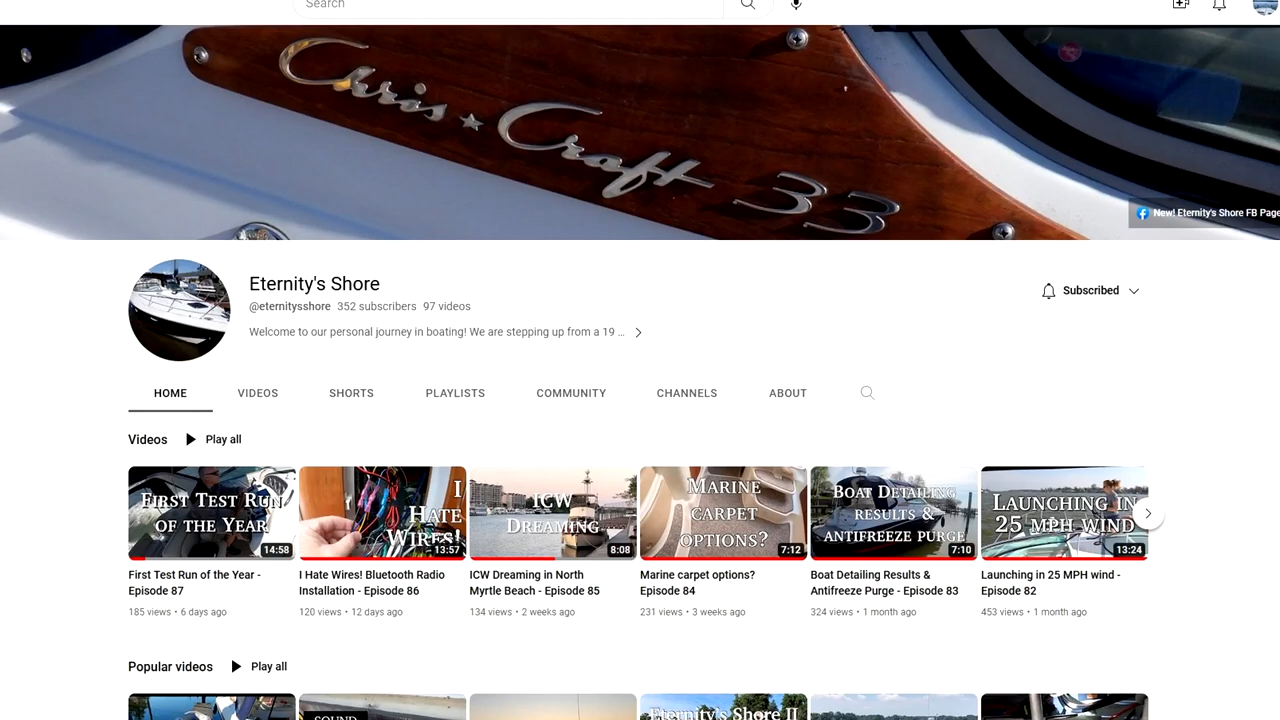 Search
Chris Craft 33
New! Eternity's Shore FB Page
Eternity's Shore
@eternitysshore 352 subscribers 97 videos
Welcome to our personal journey in boating! We are stepping up from a 19 ...
Subscribed
HOME VIDEOS SHORTS PLAYLISTS COMMUNITY CHANNELS ABOUT
Videos Play all
First Test Run
of the Year
14:58
I
Hate
Wires!
13:57
ICW
Dreaming
8:08
Marine
carpet
options?
7:12
Boat Detailing
results &
antifreeze purge
7:10
Launching in
25 mph wind
13:24
First Test Run of the Year -
Episode 87
185 views • 6 days ago
I Hate Wires! Bluetooth Radio
Installation - Episode 86
120 views • 12 days ago
ICW Dreaming in North
Myrtle Beach - Episode 85
134 views • 2 weeks ago
Marine carpet options?
Episode 84
231 views • 3 weeks ago
Boat Detailing Results &
Antifreeze Purge - Episode 83
324 views • 1 month ago
Launching in 25 MPH wind -
Episode 82
453 views • 1 month ago
Popular videos Play all
SOUND
Eternity's Shore II